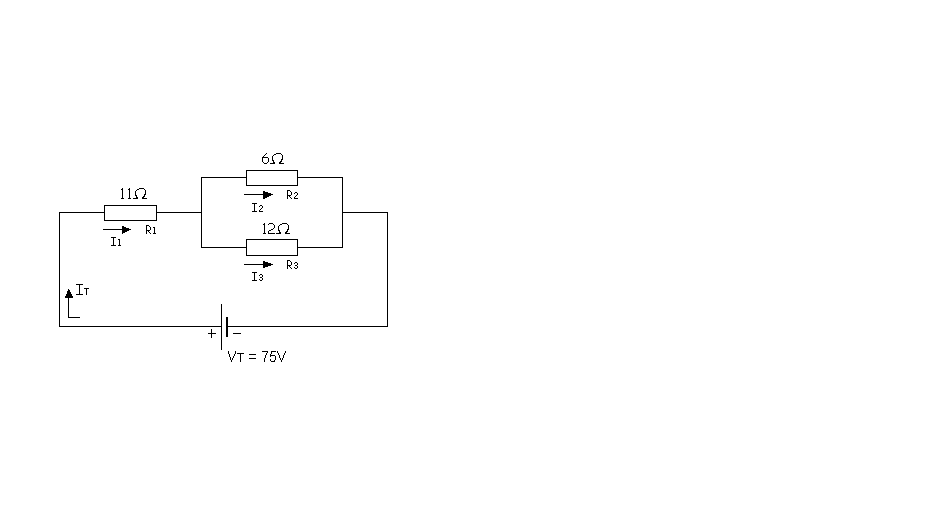 6Ω
11Ω
R2
I2
R1
12Ω
I1
R3
I3
IT
+ −
VT = 75V